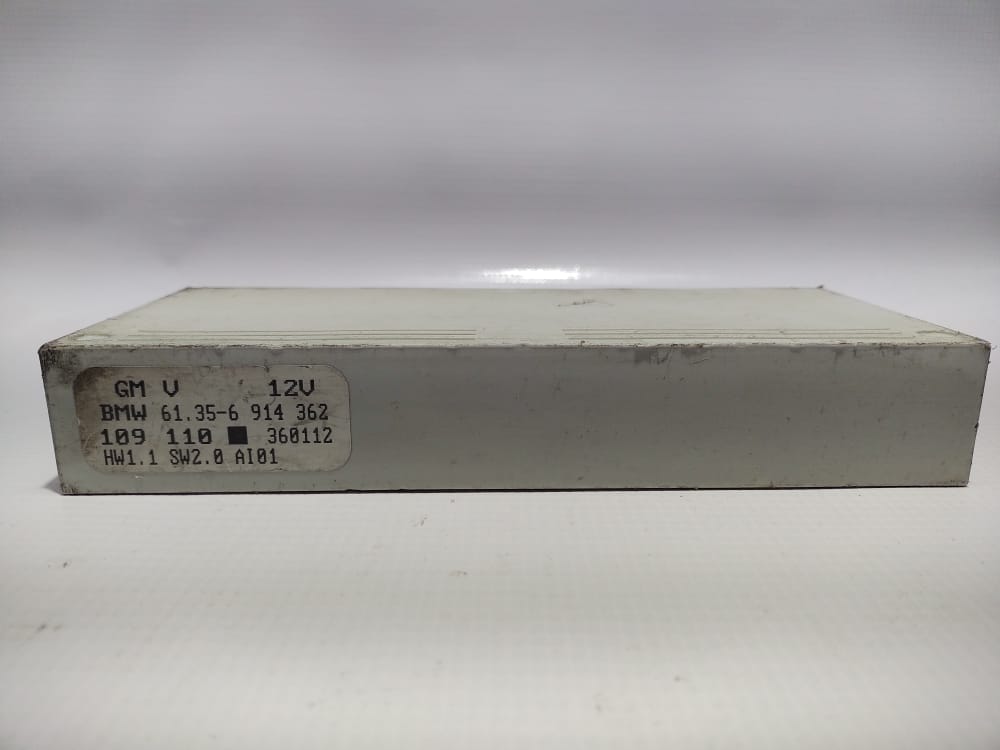 GM V 12V
BMW 61.35-6 914 362
109 110 ■ 360112
HW1.1 SW2.0 AI01